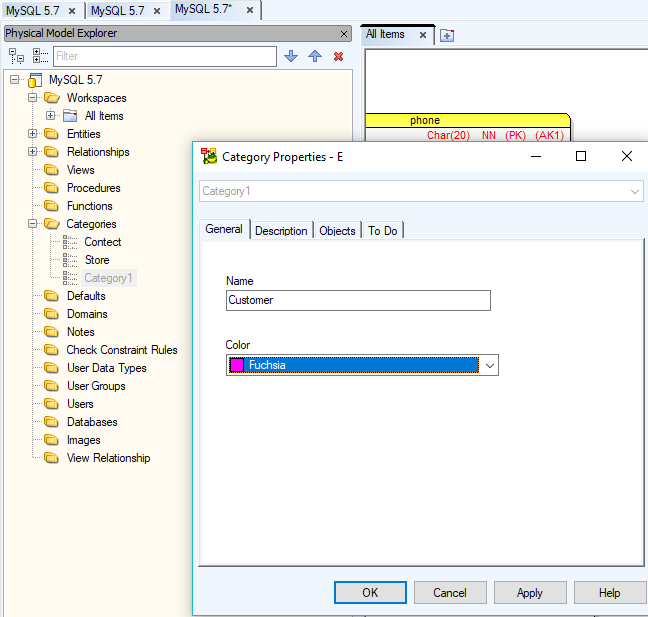 MySQL 5.7
MySQL 5.7
MySQL 5.7*
Physical Model Explorer
Filter
MySQL 5.7
Workspaces
All Items
Entities
Relationships
Views
Procedures
Functions
Categories
Contect
Store
Category1
Defaults
Domains
Notes
Check Constraint Rules
User Data Types
User Groups
Users
Databases
Images
View Relationship
All Items
phone
Char(20) NN (PK) (AK1)
Category Properties - E
Category1
General Description Objects To Do
Name
Customer
Color
Fuchsia
OK Cancel Apply Help